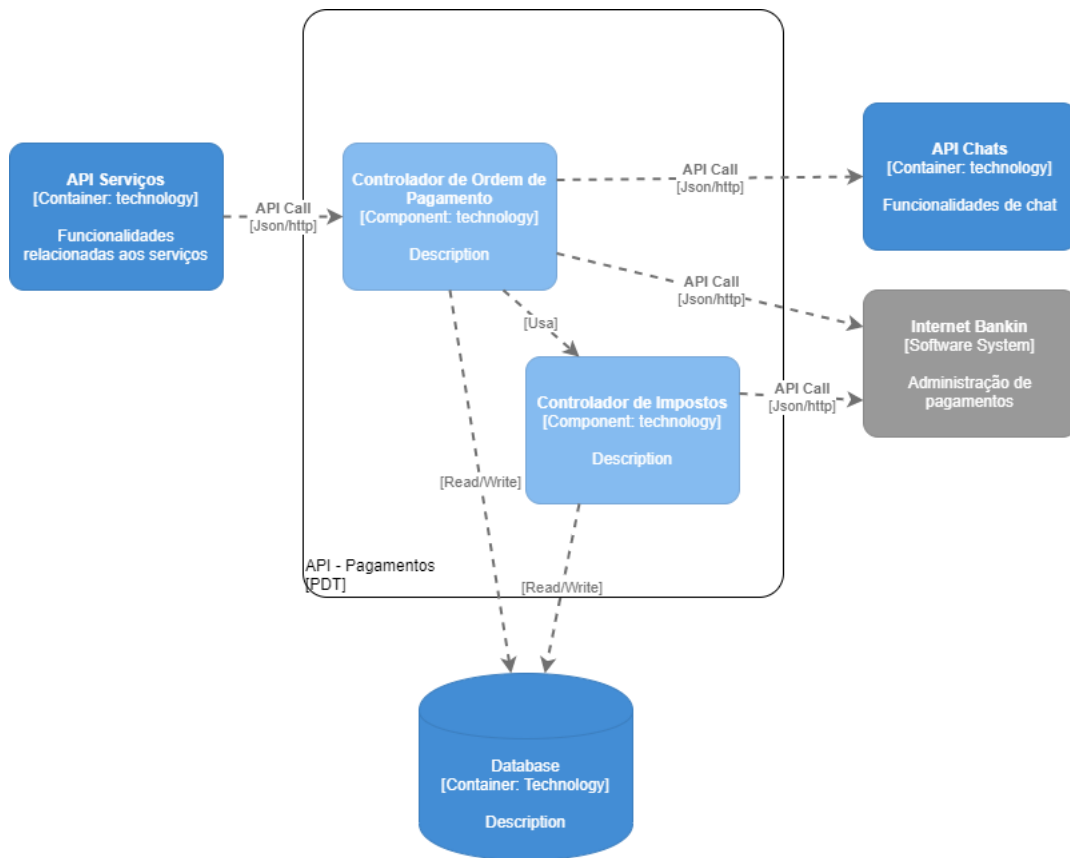 API Serviços
[Container: technology]
Funcionalidades
relacionadas aos serviços
API Call
[Json/http]
Controlador de Ordem de
Pagamento
[Component: technology]
Description
API Call
[Json/http]
API Chats
[Container: technology]
Funcionalidades de chat
API Call
[Json/http]
Internet Bankin
[Software System]
Administração de
pagamentos
[Usa]
Controlador de Impostos
[Component: technology]
Description
API Call
[Json/http]
[Read/Write]
[Read/Write]
API - Pagamentos
[PDT]
Database
[Container: Technology]
Description